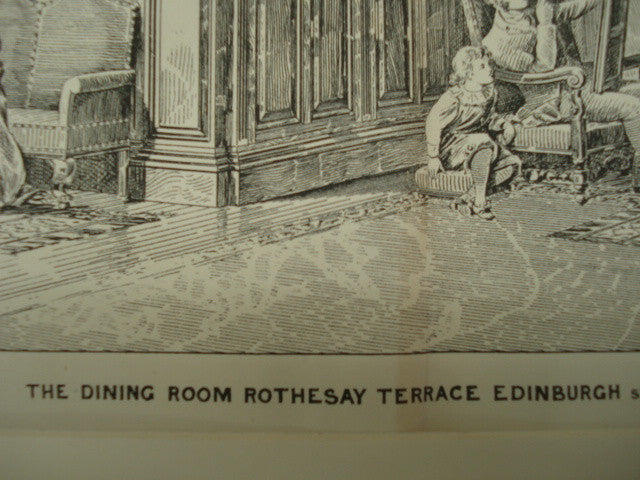 THE DINING ROOM ROTHESAY TERRACE EDINBURGH